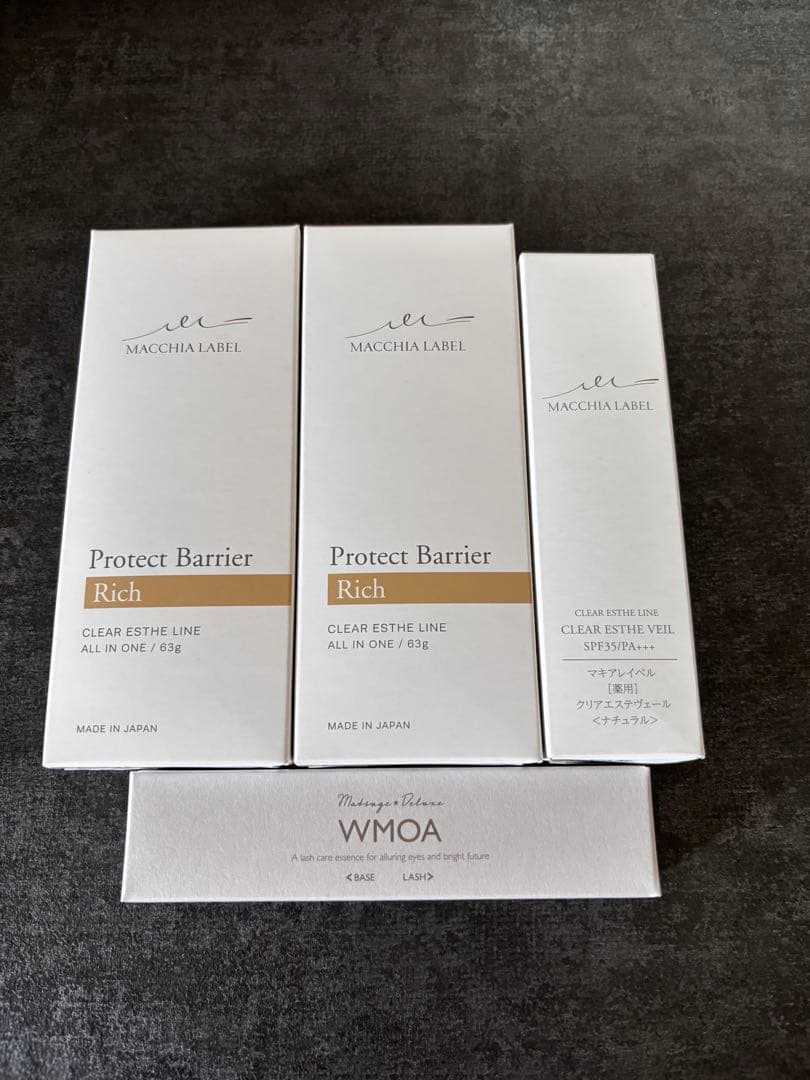 MACCHIA LABEL
Protect Barrier
Rich
CLEAR ESTHE LINE
ALL IN ONE / 63g
MADE IN JAPAN
MACCHIA LABEL
Protect Barrier
Rich
CLEAR ESTHE LINE
ALL IN ONE / 63g
MADE IN JAPAN
MACCHIA LABEL
CLEAR ESTHE LINE
CLEAR ESTHE VEIL
SPF35/PA+++
マキアレイベル
[薬用]
クリアエステヴェール
<ナチュラル>
Matsuge★Deluxe
WMOA
A lash care essence for alluring eyes and bright future
<BASE LASH>